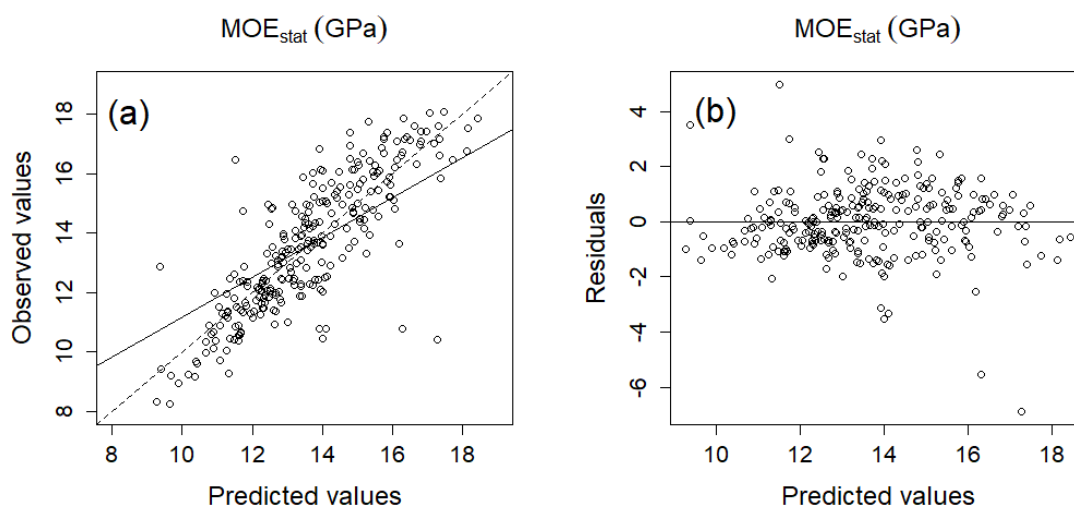 MOEstat (GPa)
(a)
Observed values
18
16
14
12
10
8
8 10 12 14 16 18
Predicted values
MOEstat (GPa)
(b)
Residuals
4
2
0
-2
-4
-6
10 12 14 16 18
Predicted values